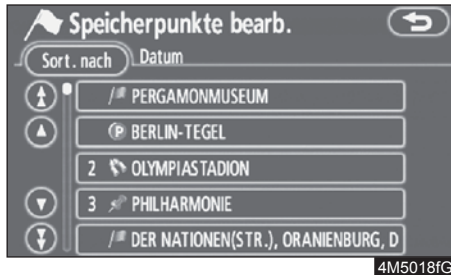 Speicherpunkte bearb.
Sort. nach Datum
PERGAMONMUSEUM
P BERLIN-TEGEL
2 OLYMPIASTADION
3 PHILHARMONIE
DER NATIONEN(STR.), ORANIENBURG, D
4M5018fG